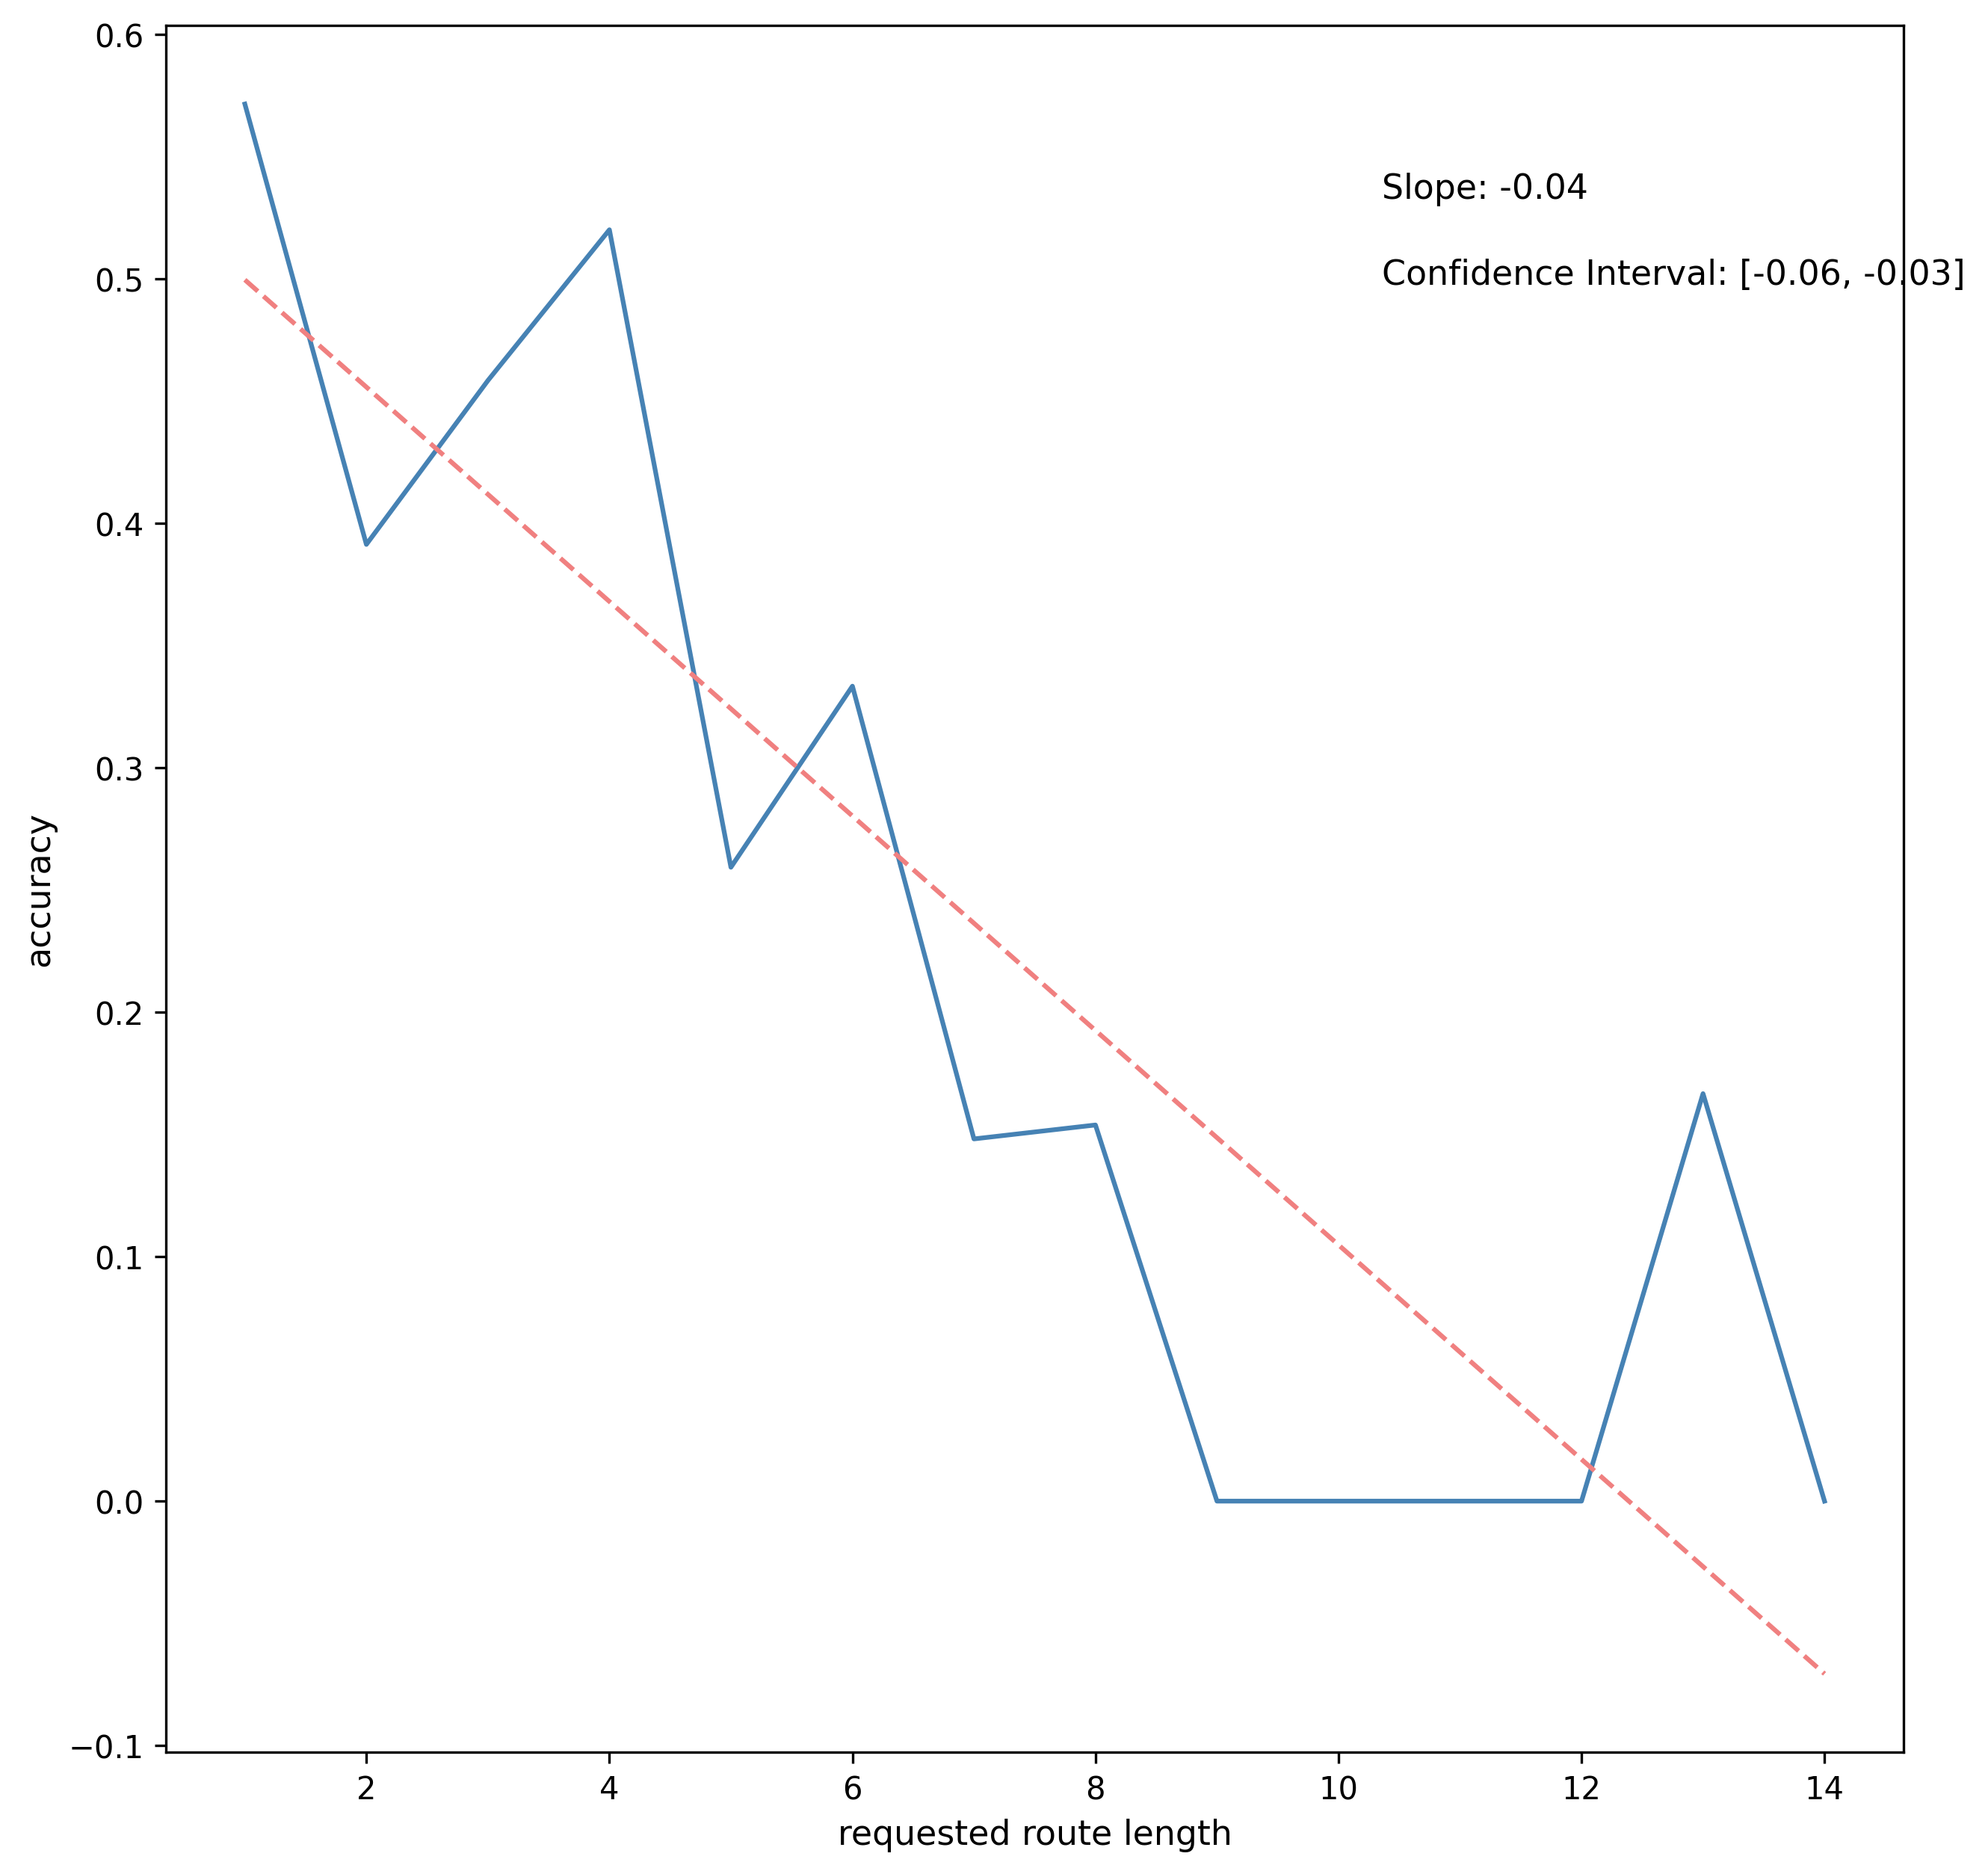 0.6
0.5
0.4
0.3
0.2
0.1
0.0
−0.1
accuracy
Slope: -0.04
Confidence Interval: [-0.06, -0.03]
2 4 6 8 10 12 14
requested route length